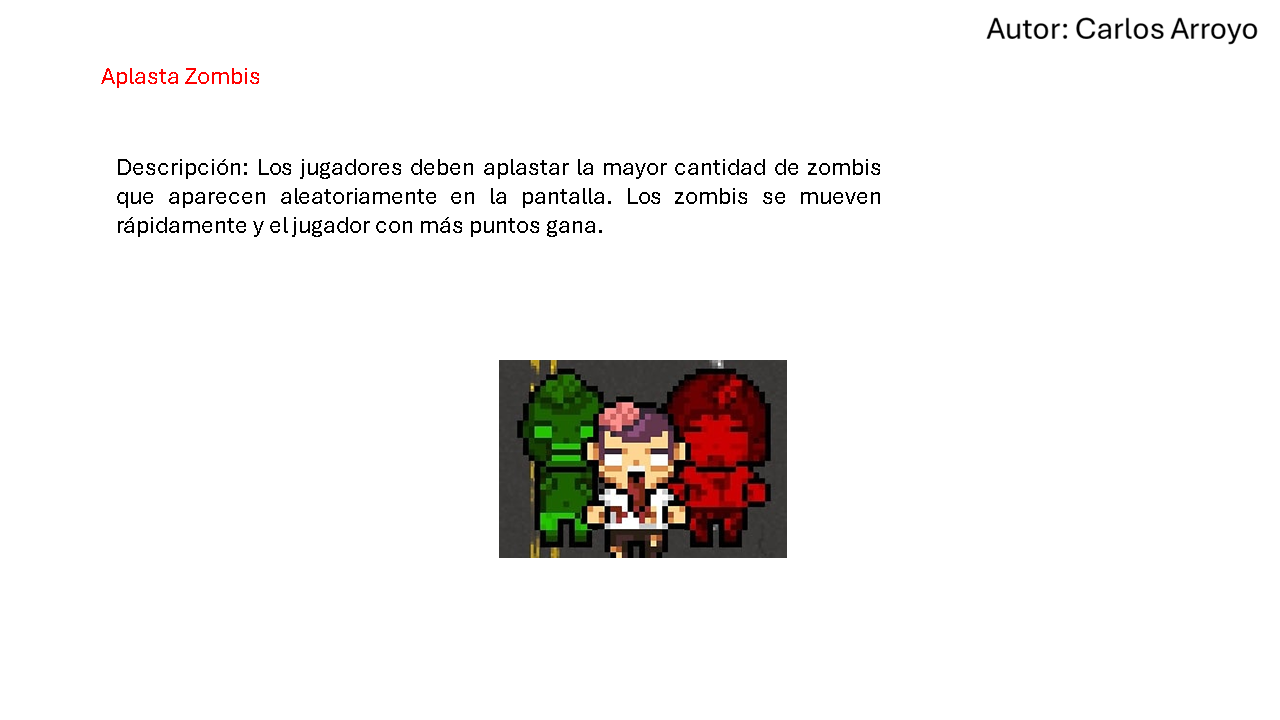 Autor: Carlos Arroyo
Aplasta Zombis
Descripción: Los jugadores deben aplastar la mayor cantidad de zombis
que aparecen aleatoriamente en la pantalla. Los zombis se mueven
rápidamente y el jugador con más puntos gana.